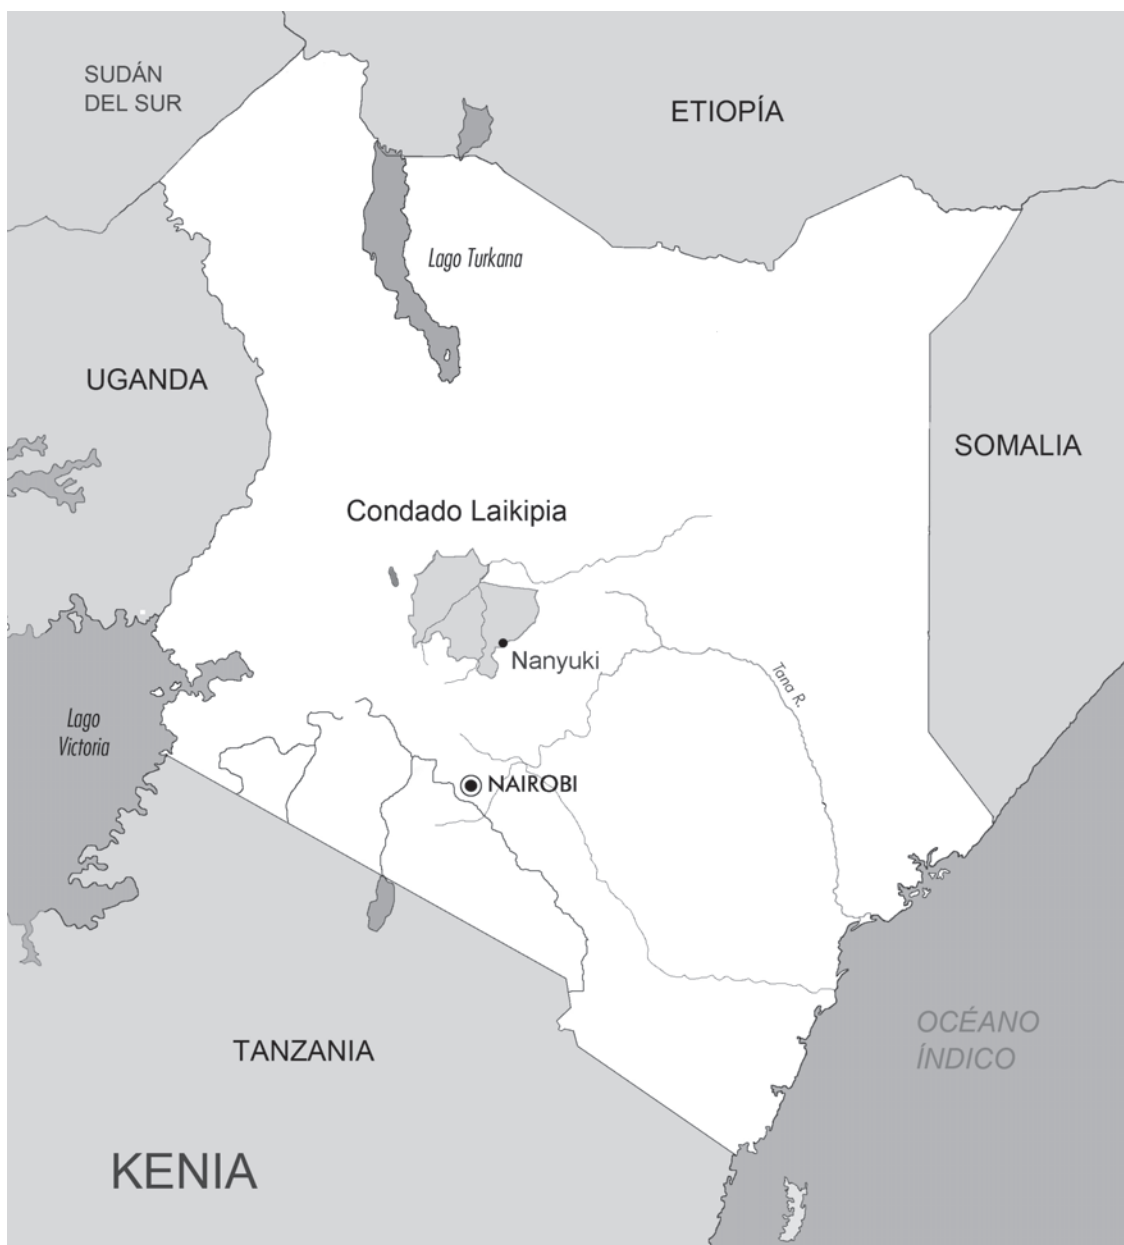 SUDÁN
DEL SUR
ETIOPÍA
Lago Turkana
UGANDA
SOMALIA
Condado Laikipia
Nanyuki
Tana R.
Lago
Victoria
NAIROBI
OCÉANO
ÍNDICO
TANZANIA
KENIA